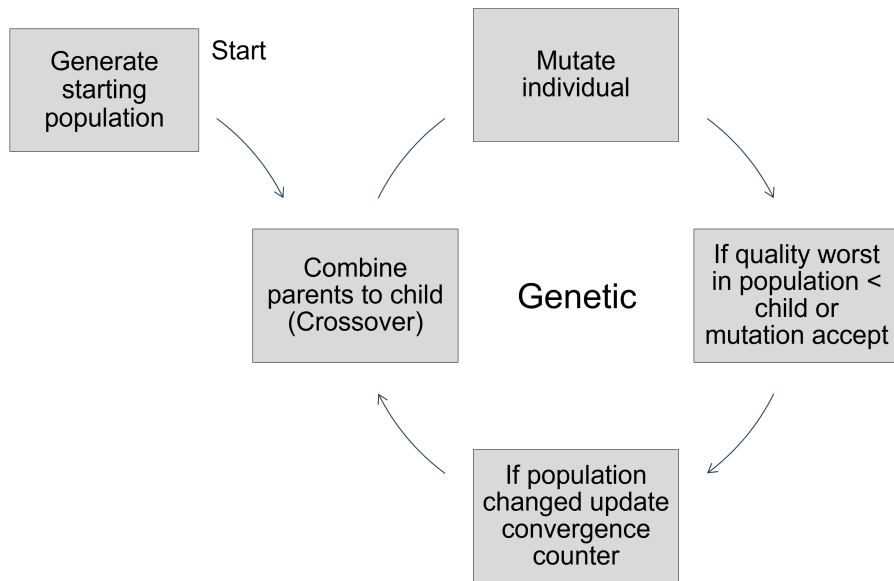 Generate
starting
population
Start
Mutate
individual
Combine
parents to child
(Crossover)
Genetic
If quality worst
in population <
child or
mutation accept
If population
changed update
convergence
counter